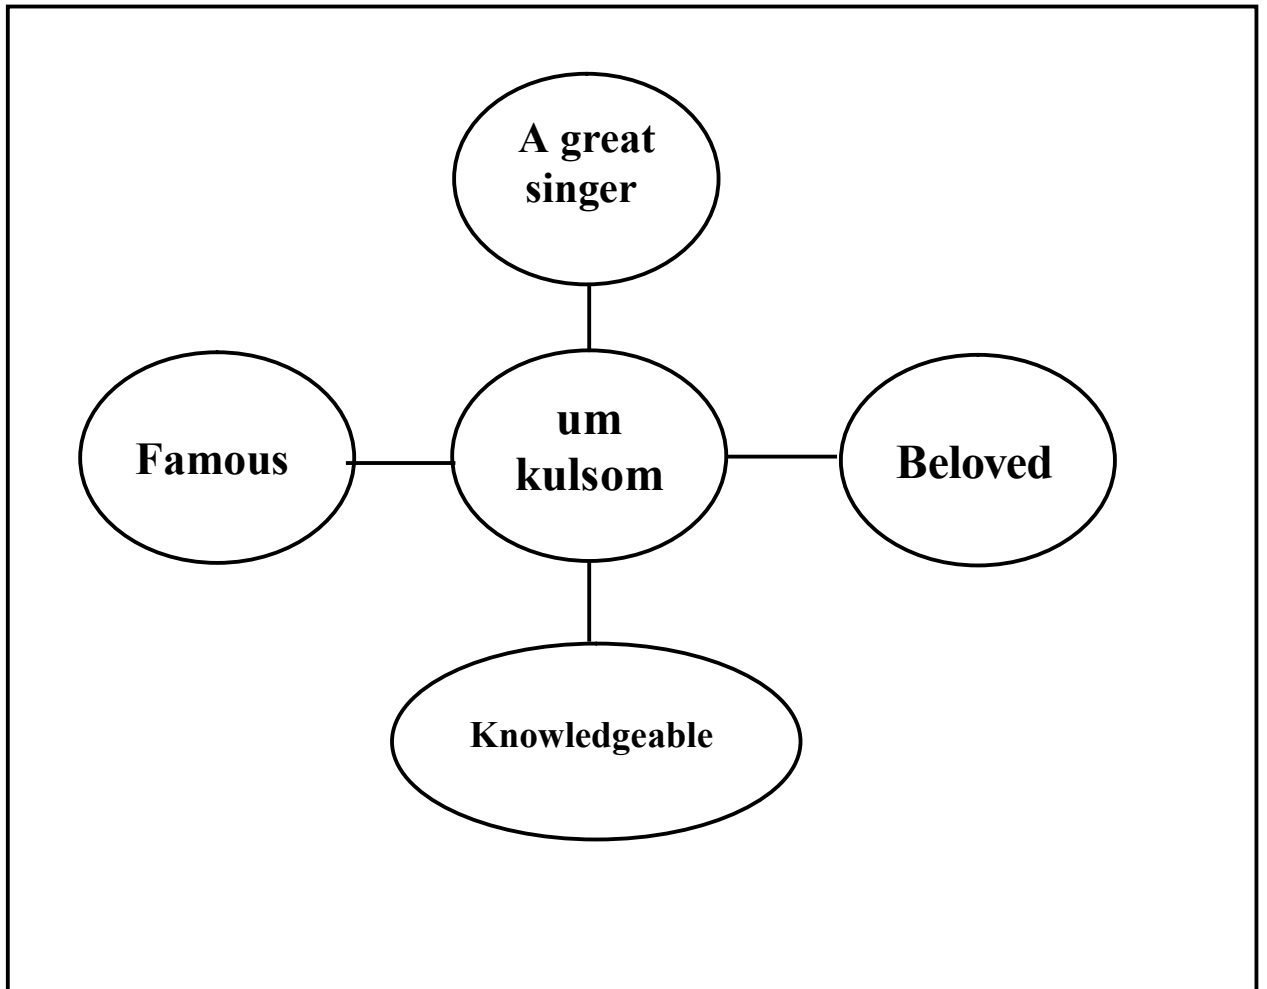 A great
singer
Famous
um
kulsom
Beloved
Knowledgeable